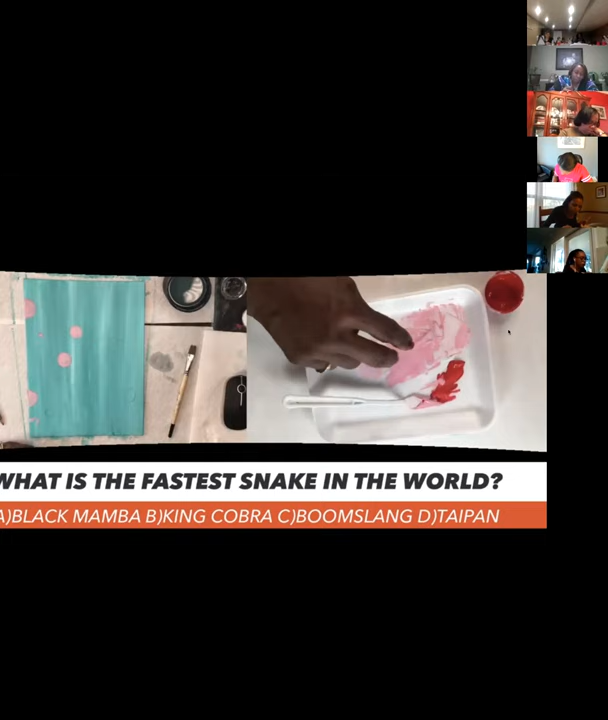 WHAT IS THE FASTEST SNAKE IN THE WORLD?
A)BLACK MAMBA B)KING COBRA C)BOOMSLANG D)TAIPAN